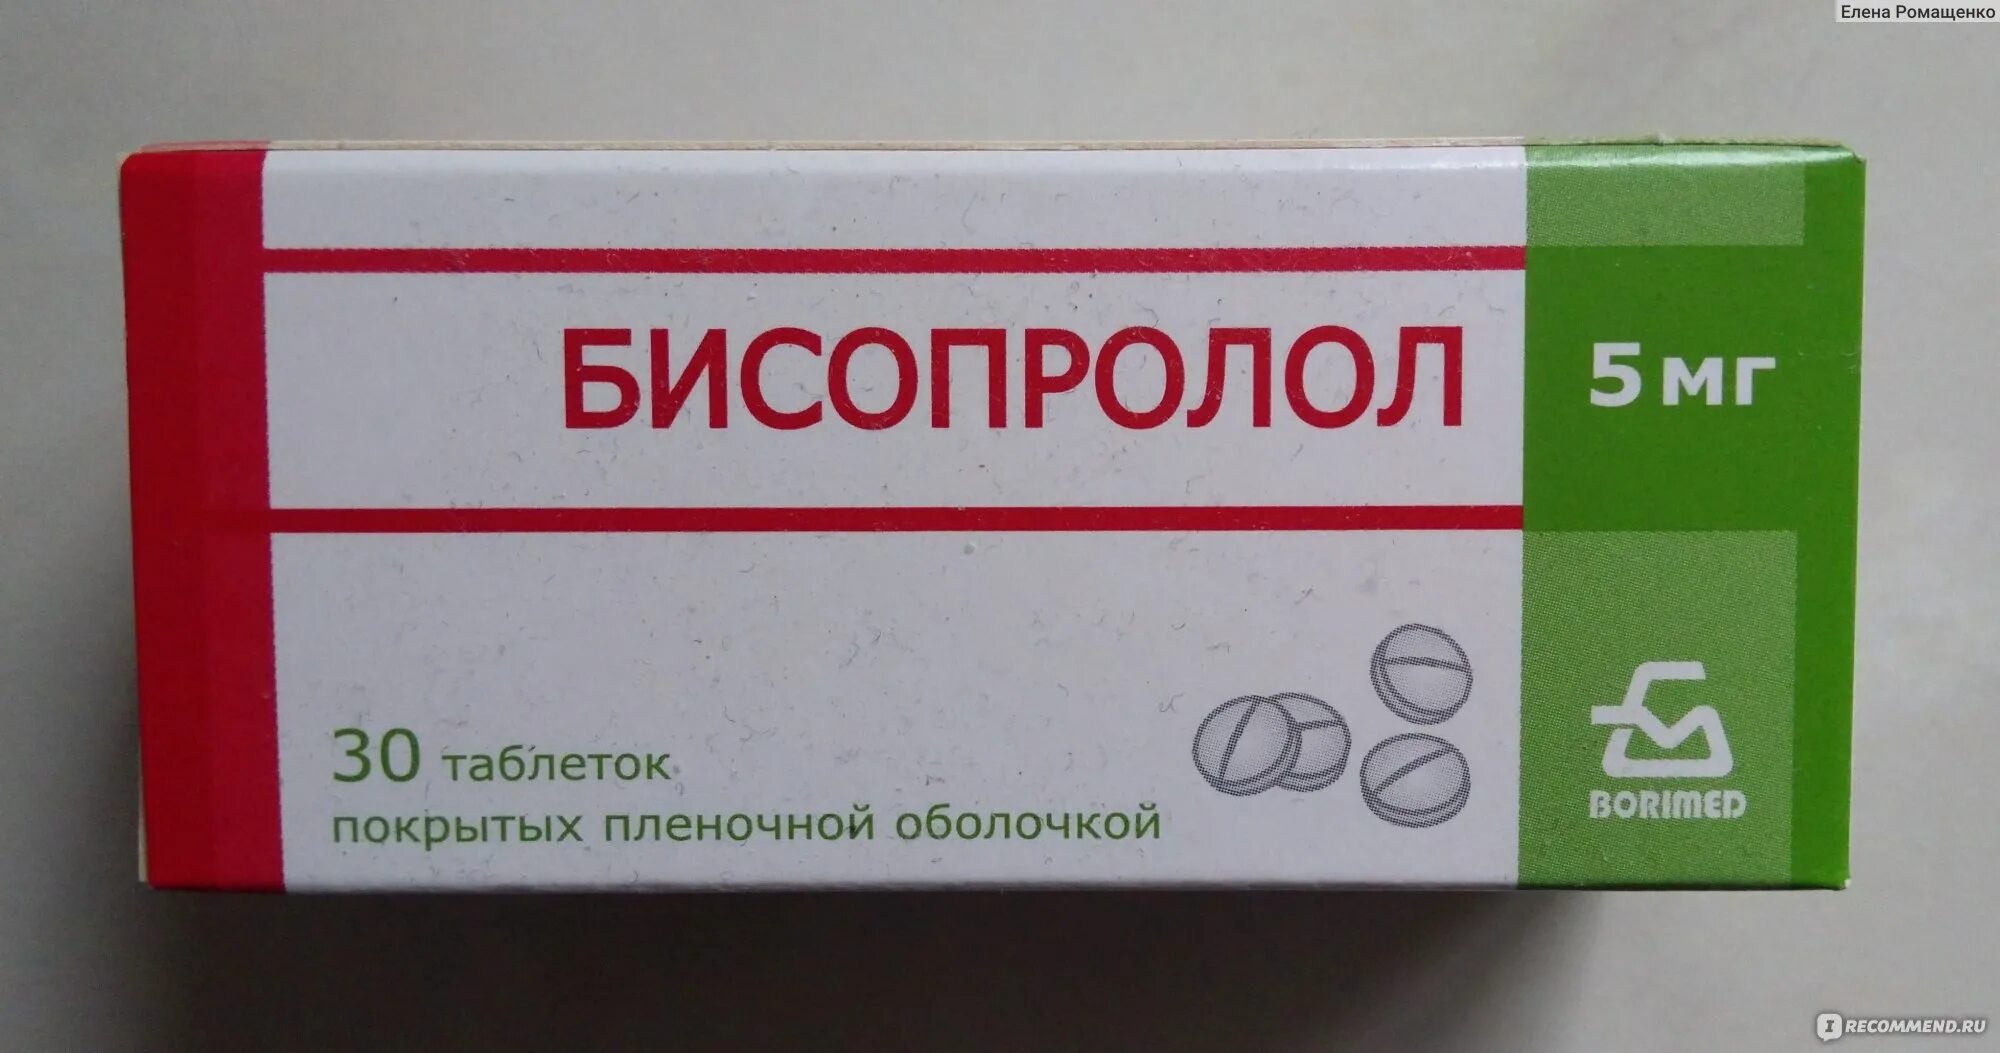 Елена Ромащенко
БИСОПРОЛОЛ
5 мг
30 таблеток
покрытых пленочной оболочкой
BORIMED
I RECOMMEND.RU